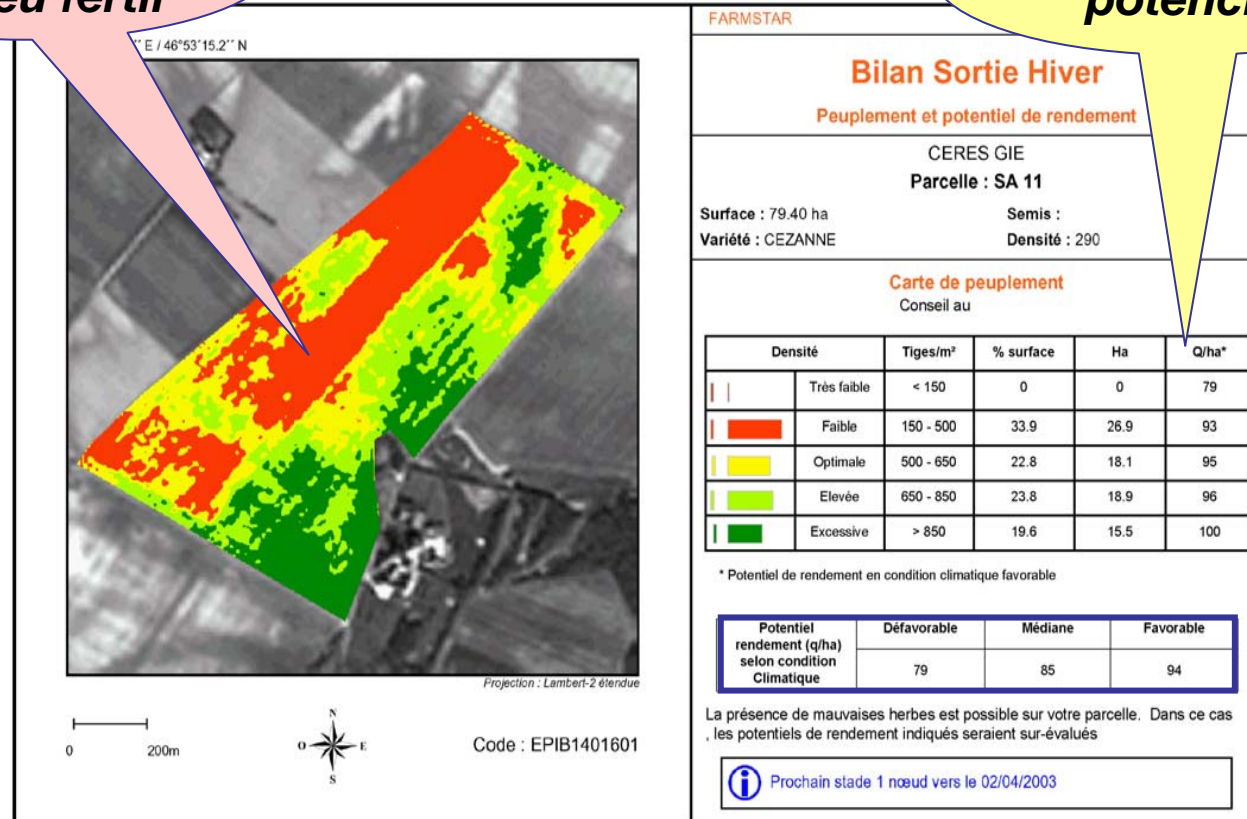 fertil
potenci
E / 46°53'15.2'' N
Projection : Lambert-2 étendue
0 200m
N
O E
S
Code : EPIB1401601
FARMSTAR
Bilan Sortie Hiver
Peuplement et potentiel de rendement
CERES GIE
Parcelle : SA 11
Surface : 79.40 ha Semis :
Variété : CEZANNE Densité : 290
Carte de peuplement
Conseil au
Densité Tiges/m² % surface Ha Q/ha*
Très faible < 150 0 0 79
Faible 150 - 500 33.9 26.9 93
Optimale 500 - 650 22.8 18.1 95
Elevée 650 - 850 23.8 18.9 96
Excessive > 850 19.6 15.5 100
* Potentiel de rendement en condition climatique favorable
Potentiel rendement (q/ha) selon condition Climatique Défavorable Médiane Favorable
79 85 94
La présence de mauvaises herbes est possible sur votre parcelle. Dans ce cas
, les potentiels de rendement indiqués seraient sur-évalués
i Prochain stade 1 nœud vers le 02/04/2003